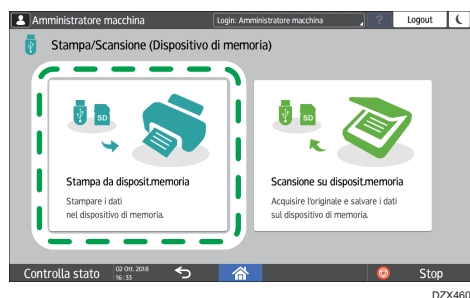 Amministratore macchina
Login: Amministratore macchina
?
Logout
Stampa/Scansione (Dispositivo di memoria)
SD
SD
Stampa da disposit.memoria
Stampare i dati
nel dispositivo di memoria.
Scansione su disposit.memoria
Acquisire l'originale e salvare i dati
sul dispositivo di memoria.
Controlla stato
02 Ott. 2018
16: 33
Stop
DZX460